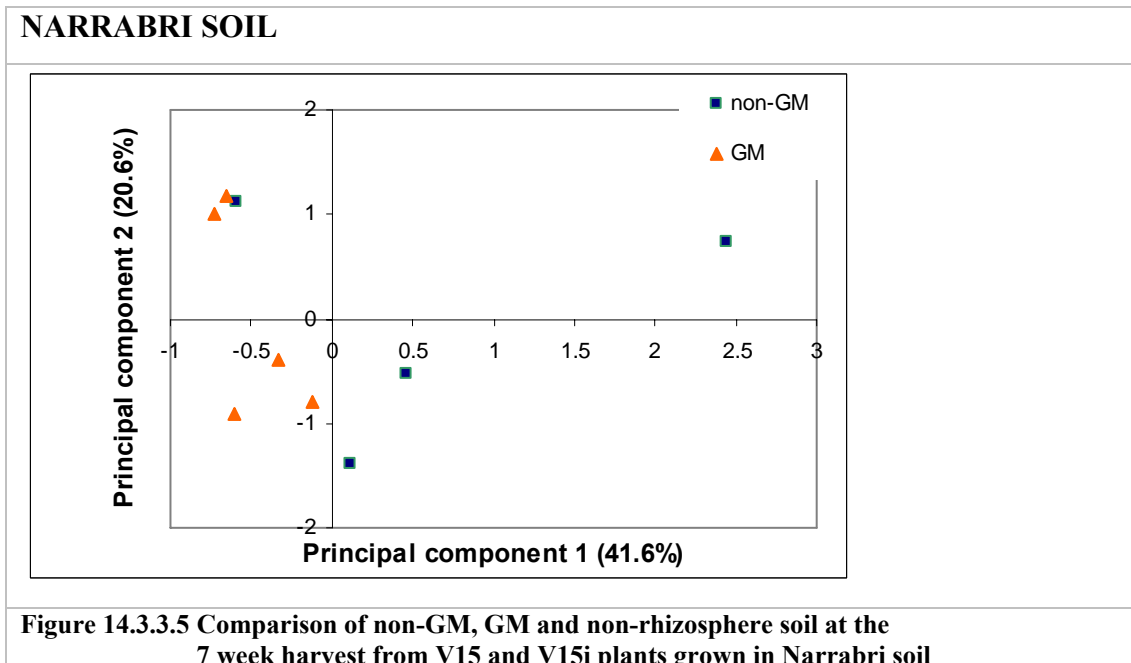 NARRABRI SOIL
non-GM
GM
Principal component 2 (20.6%)
2
1
0
-1
-2
-1
-0.5
0
0.5
1
1.5
2
2.5
3
Principal component 1 (41.6%)
Figure 14.3.3.5 Comparison of non-GM, GM and non-rhizosphere soil at the
7 week harvest from V15 and V15i plants grown in Narrabri soil